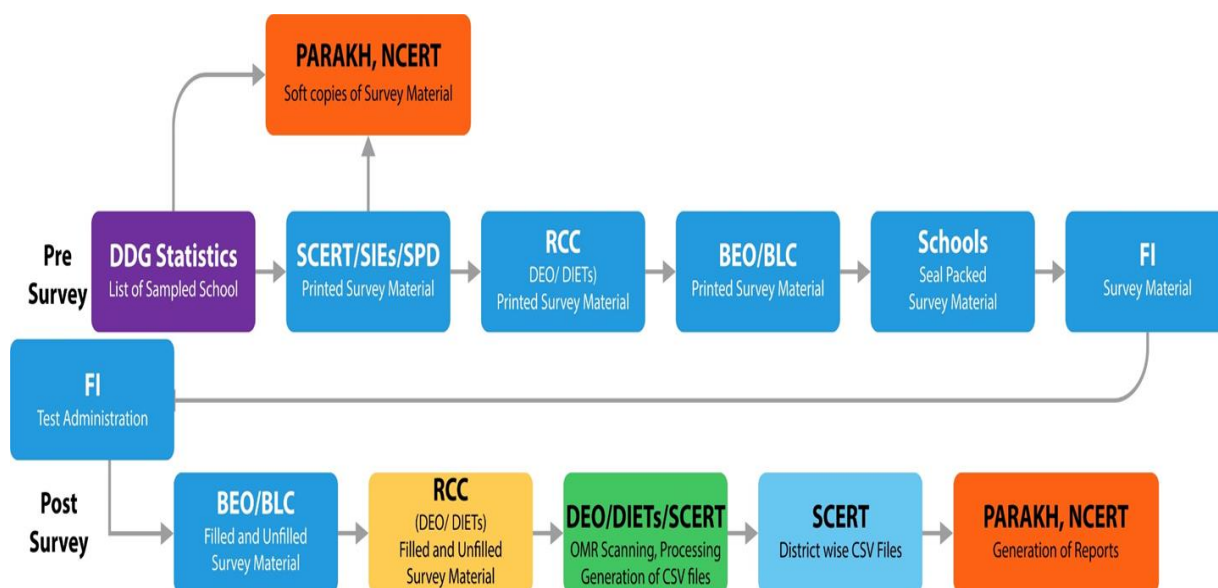 PARAKH, NCERT
Soft copies of Survey Material
Pre
Survey
DDG Statistics
List of Sampled School
SCERT/SIEs/SPD
Printed Survey Material
RCC
DEO/ DIETs)
Printed Survey Material
BEO/BLC
Printed Survey Material
Schools
Seal Packed
Survey Material
FI
Survey Material
FI
Test Administration
Post
Survey
BEO/BLC
Filled and Unfilled
Survey Material
RCC
(DEO/ DIETs)
Filled and Unfilled
Survey Material
DEO/DIETs/SCERT
OMR Scanning, Processing
Generation of CSV files
SCERT
District wise CSV Files
PARAKH, NCERT
Generation of Reports